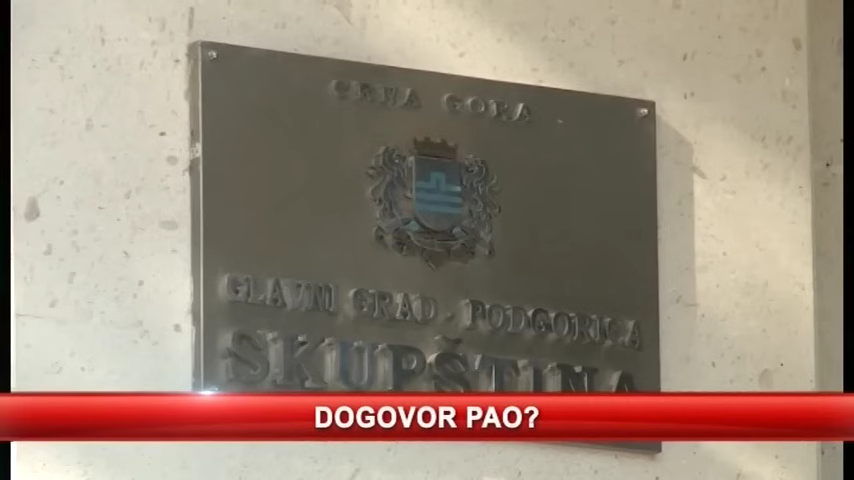 CRNA GORA
GLAVNI GRAD - PODGORICA
SKUPŠTINA
DOGOVOR PAO?